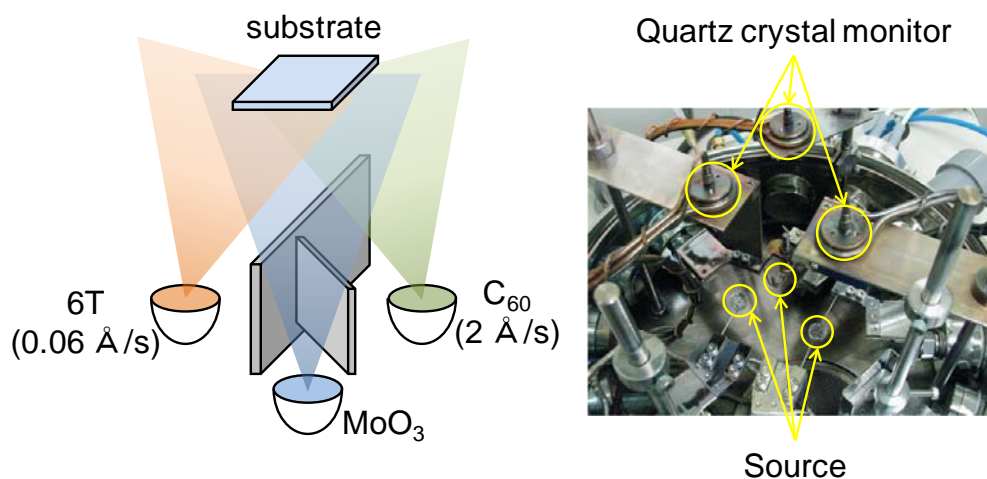 substrate
6T
(0.06 Å/s)
C60
(2 Å/s)
MoO3
Quartz crystal monitor
Source